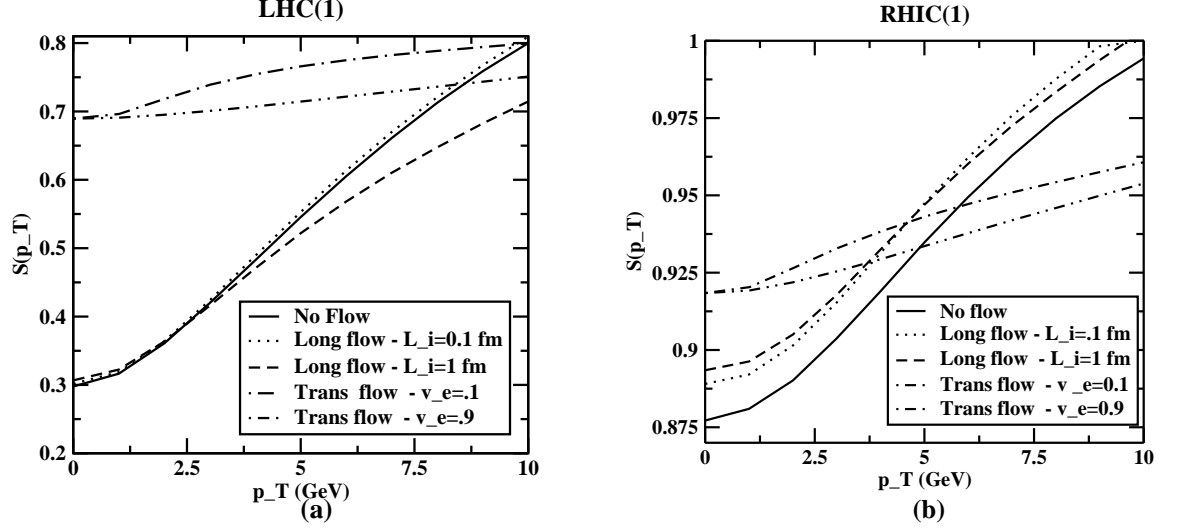 LHC(1)
0.8
0.7
0.6
0.5
0.4
0.3
0.2
S(p_T)
No Flow
Long flow - L_i=0.1 fm
Long flow - L_i=1 fm
Trans flow - v_e=.1
Trans flow - v_e=.9
0 2.5 5 7.5 10
p_T (GeV)
(a)
RHIC(1)
1
0.975
0.95
0.925
0.9
0.875
S(p_T)
No flow
Long flow - L_i=.1 fm
Long flow - L_i=1 fm
Trans flow - v_e=0.1
Trans flow - v_e=0.9
0 2.5 5 7.5 10
p_T (GeV)
(b)